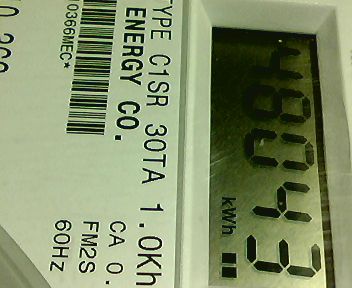 TYPE C1SR 30TA 1.0Kh
ENERGY CO. CA 0.
FM2S
60Hz
10366MEC*
48043
kWh